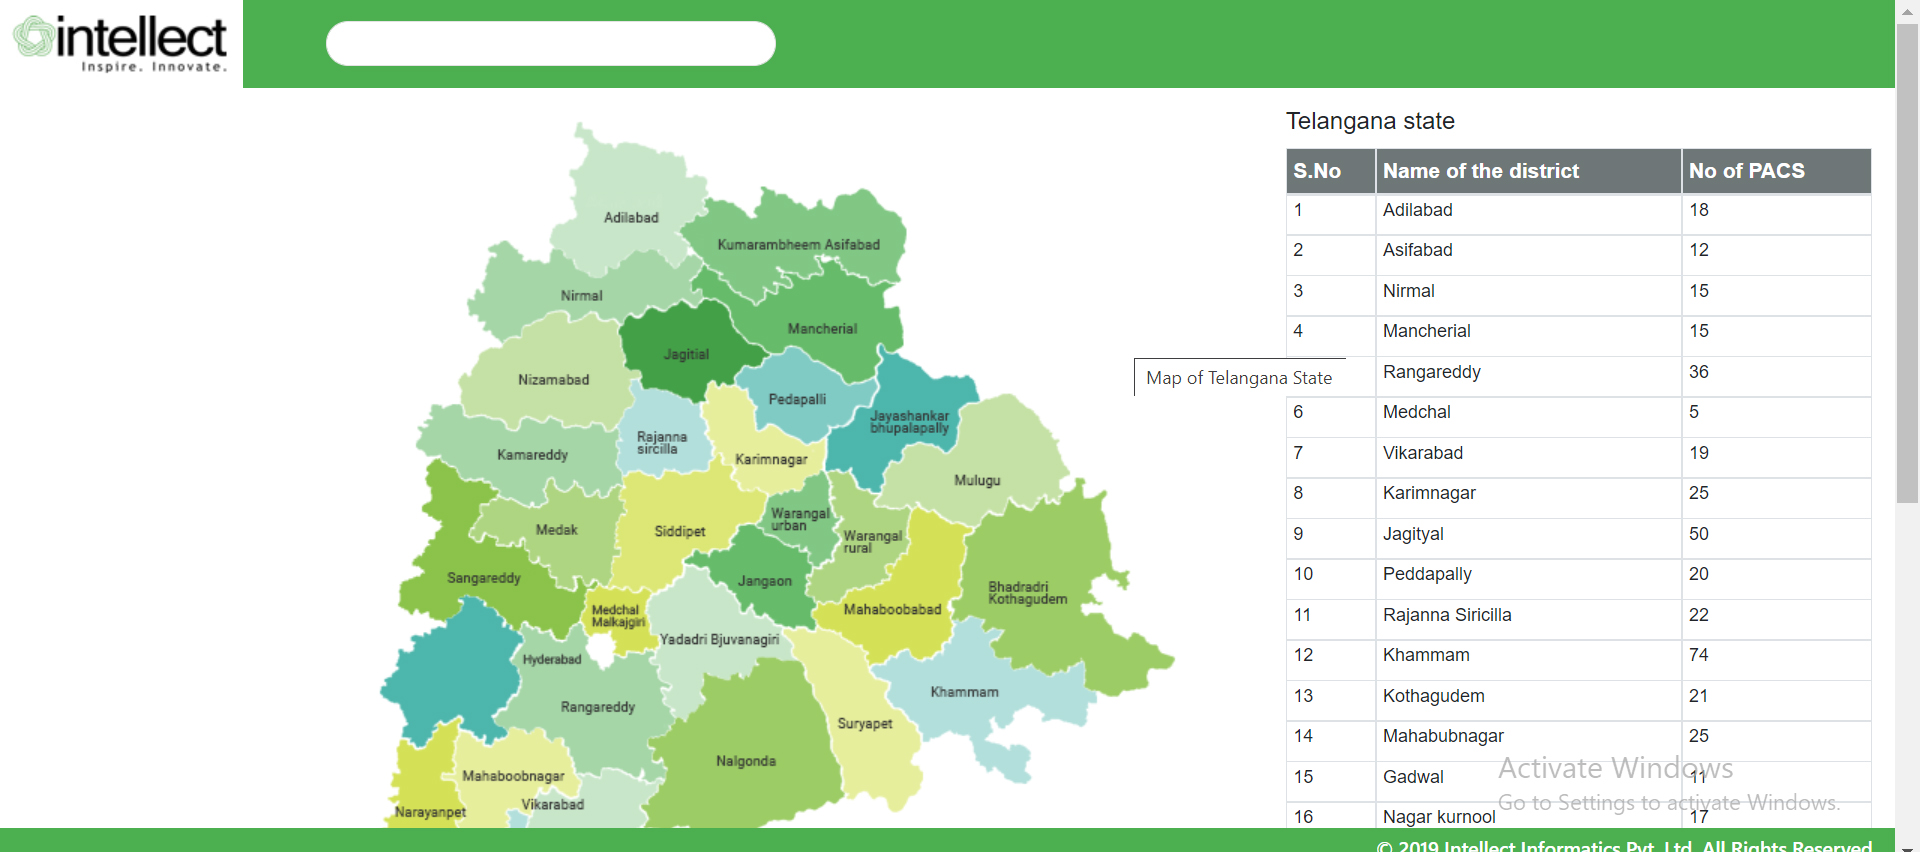 intellect
Inspire. Innovate.
Telangana state
S.No Name of the district No of PACS
1 Adilabad 18
2 Asifabad 12
3 Nirmal 15
4 Mancherial 15
Rangareddy 36
6 Medchal 5
7 Vikarabad 19
8 Karimnagar 25
9 Jagityal 50
10 Peddapally 20
11 Rajanna Siricilla 22
12 Khammam 74
13 Kothagudem 21
14 Mahabubnagar 25
15 Gadwal 11
16 Nagar kurnool 17
Map of Telangana State
Adilabad
Kumarambheem Asifabad
Nirmal
Mancherial
Jagitial
Nizamabad
Pedapalli
Jayashankar
bhupalapally
Rajanna
sircilla
Kamareddy
Karimnagar
Mulugu
Medak
Siddipet
Warangal
urban
Warangal
rural
Sangareddy
Jangaon
Bhadradri
Kothagudem
Medchal
Malkajgiri
Mahaboobabad
Yadadri Bjuvanagiri
Hyderabad
Khammam
Rangareddy
Suryapet
Nalgonda
Mahaboobnagar
Vikarabad
Narayanpet
Activate Windows
Go to Settings to activate Windows.
© 2019 Intellect Informatics Pvt. Ltd. All Rights Reserved